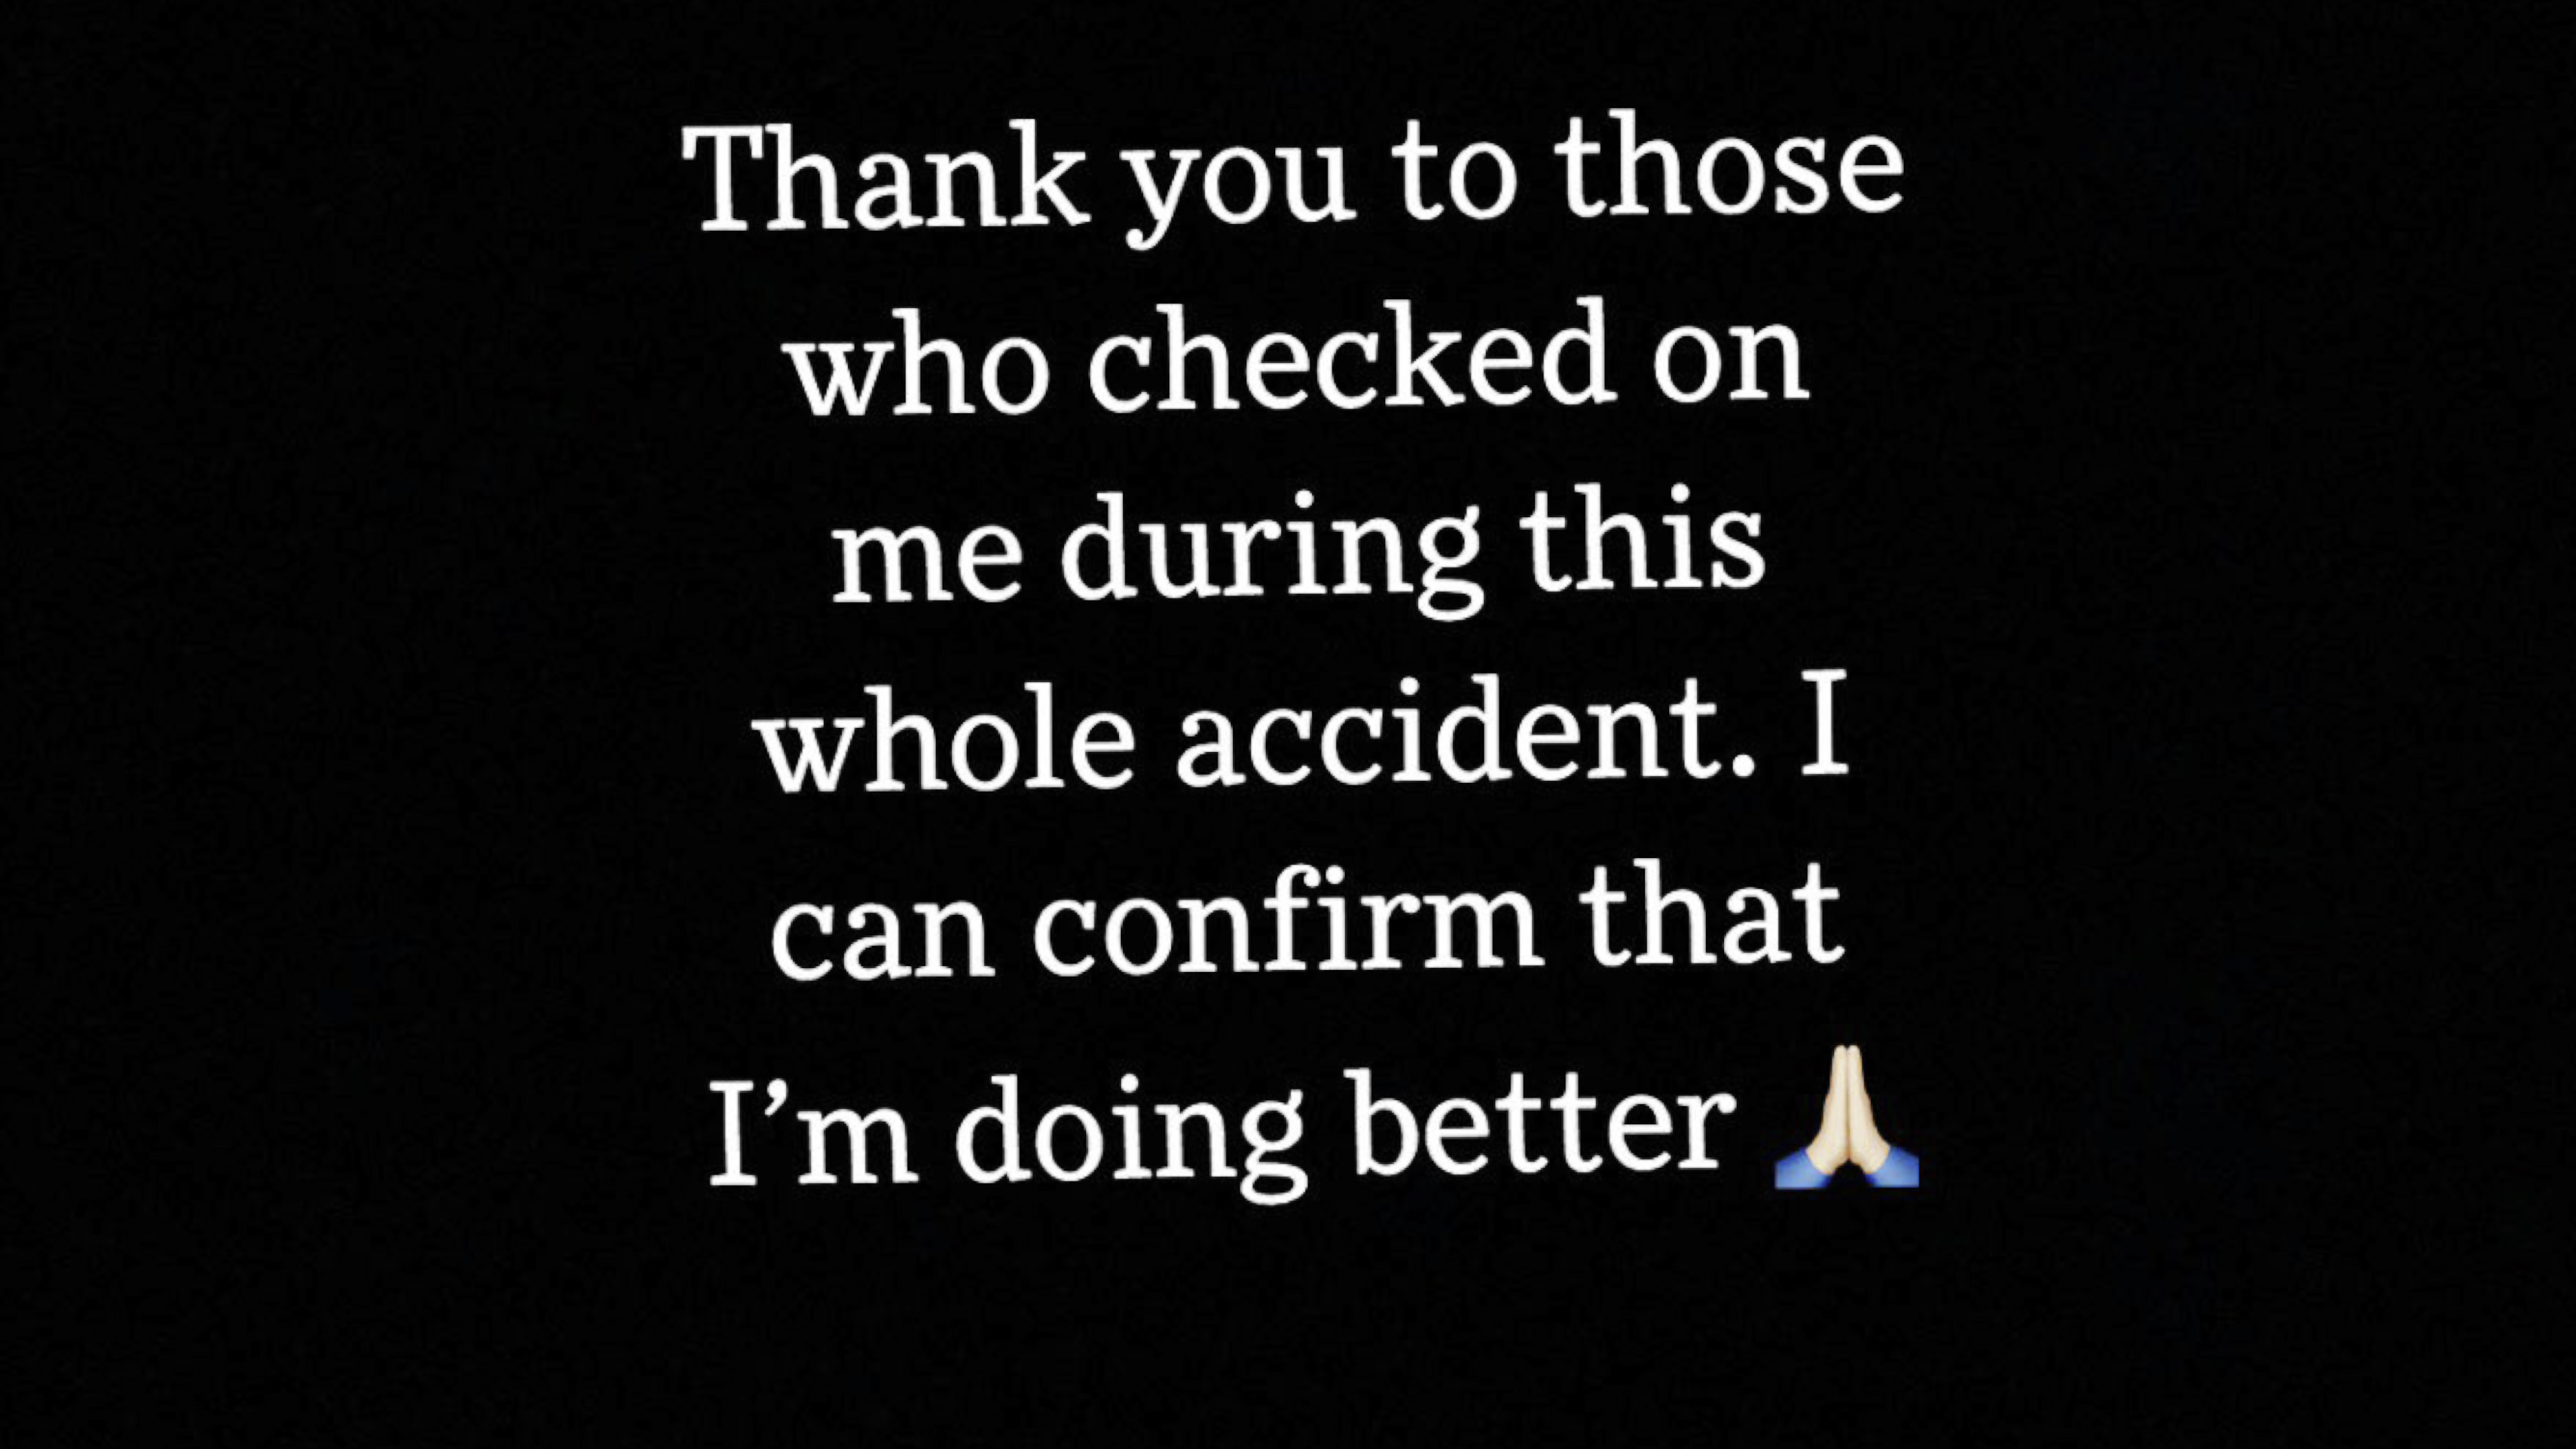 Thank you to those
who checked on
me during this
whole accident. I
can confirm that
I’m doing better 🙏🏻